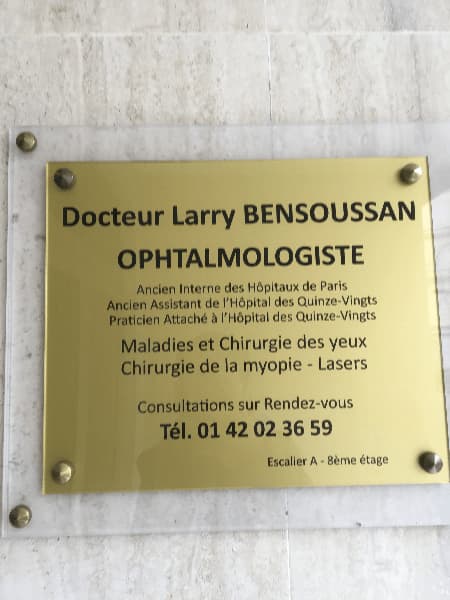 Docteur Larry BENSOUSSAN
OPHTALMOLOGISTE
Ancien Interne des Hôpitaux de Paris
Ancien Assistant de l'Hôpital des Quinze-Vingts
Praticien Attaché à l'Hôpital des Quinze-Vingts
Maladies et Chirurgie des yeux
Chirurgie de la myopie - Lasers
Consultations sur Rendez-vous
Tél. 01 42 02 36 59
Escalier A - 8ème étage